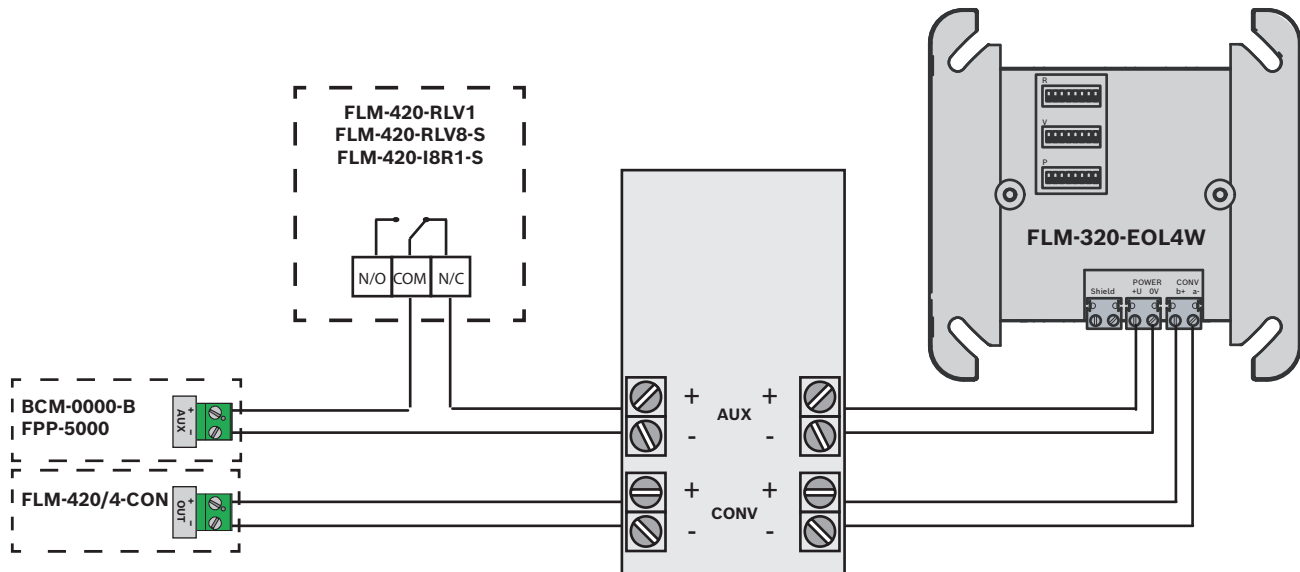 FLM-420-RLV1
FLM-420-RLV8-S
FLM-420-I8R1-S
N/O COM N/C
BCM-0000-B
FPP-5000
+ AUX -
FLM-420/4-CON
+ OUT -
+ AUX +
- -
+ CONV +
- -
R
V
P
FLM-320-EOL4W
Shield POWER CONV
+U 0V b+ a-